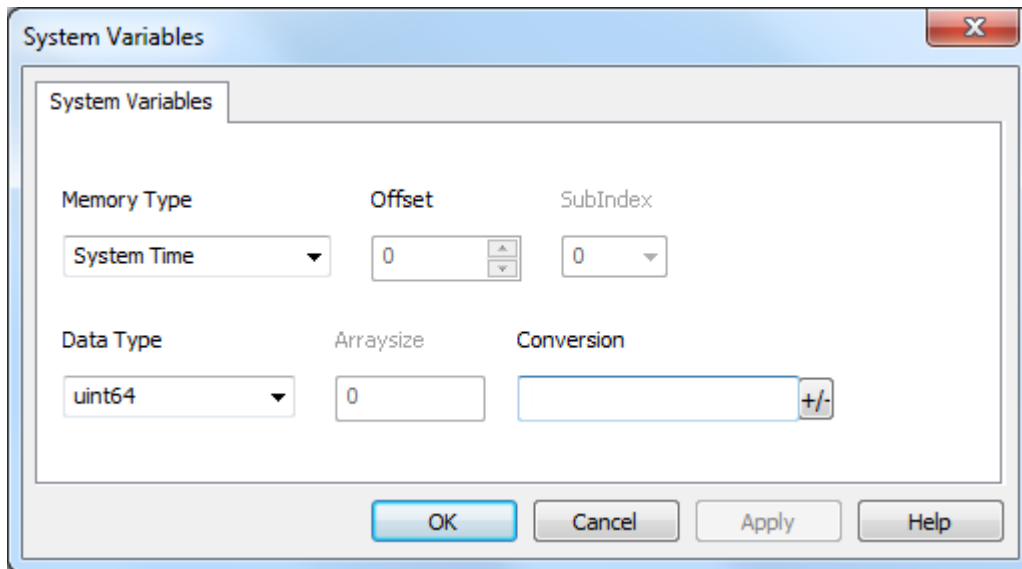 System Variables
System Variables
Memory Type Offset SubIndex
System Time 0 0
Data Type Arraysize Conversion
uint64 0 +/-
OK Cancel Apply Help